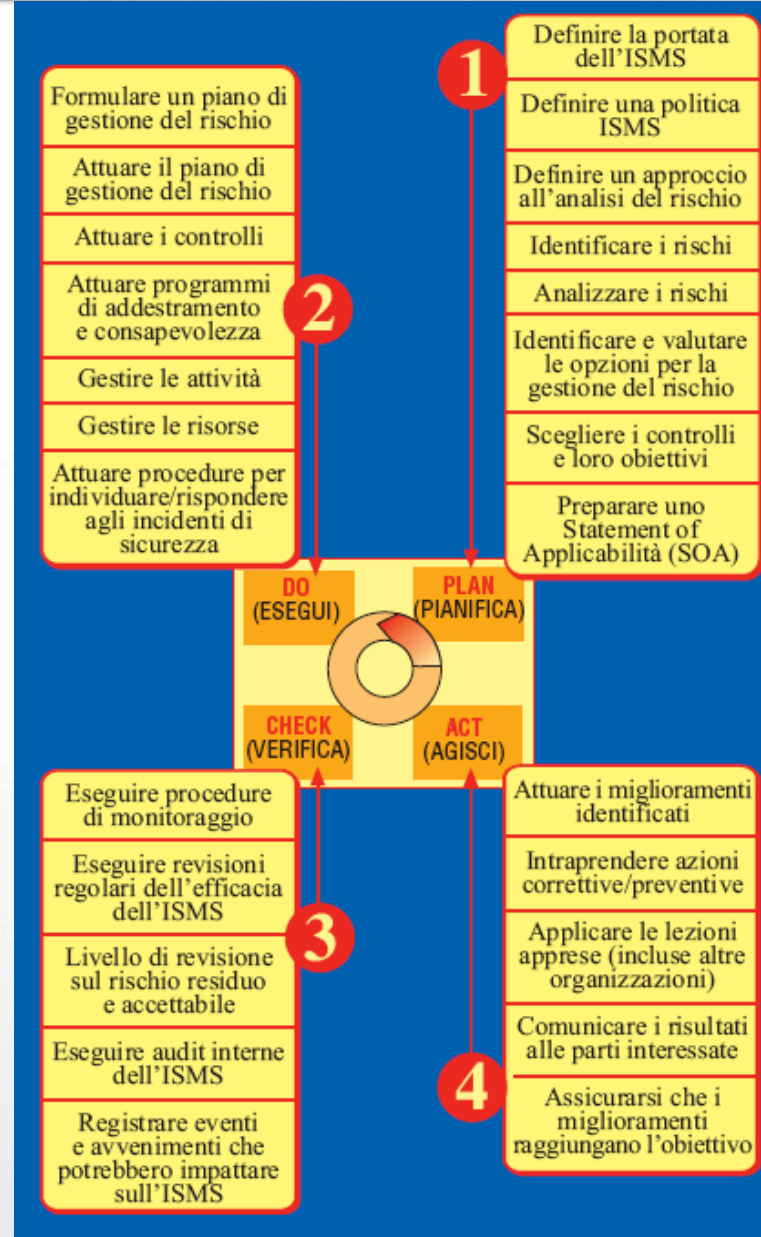 1
Definire la portata
dell'ISMS
Definire una politica
ISMS
Definire un approccio
all'analisi del rischio
Identificare i rischi
Analizzare i rischi
Identificare e valutare
le opzioni per la
gestione del rischio
Scegliere i controlli
e loro obiettivi
Preparare uno
Statement of
Applicabilità (SOA)
2
Formulare un piano di
gestione del rischio
Attuare il piano di
gestione del rischio
Attuare i controlli
Attuare programmi
di addestramento
e consapevolezza
Gestire le attività
Gestire le risorse
Attuare procedure per
individuare/rispondere
agli incidenti di
sicurezza
DO
(ESEGUI)
PLAN
(PIANIFICA)
CHECK
(VERIFICA)
ACT
(AGISCI)
3
Eseguire procedure
di monitoraggio
Eseguire revisioni
regolari dell'efficacia
dell'ISMS
Livello di revisione
sul rischio residuo
e accettabile
Eseguire audit interne
dell'ISMS
Registrare eventi
e avvenimenti che
potrebbero impattare
sull'ISMS
4
Attuare i miglioramenti
identificati
Intraprendere azioni
correttive/preventive
Applicare le lezioni
apprese (incluse altre
organizzazioni)
Comunicare i risultati
alle parti interessate
Assicurarsi che i
miglioramenti
raggiungano l'obiettivo